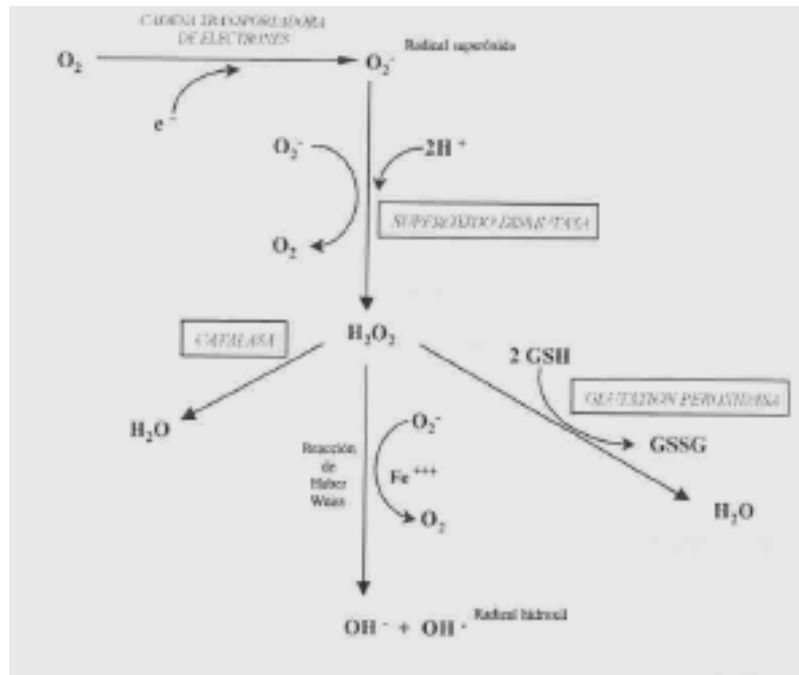 CADENA TRANSPORTADORA
DE ELECTRONES
O₂
O₂⁻
Radical superóxido
e⁻
O₂⁻
2H⁺
SUPEROXIDO DISMUTASA
O₂
H₂O₂
CATALASA
2 GSH
GLUTATION PEROXIDASA
H₂O
O₂⁻
GSSG
Reacción
de
Haber
Weiss
Fe⁺⁺⁺
O₂
H₂O
OH⁻ + OH·
Radical hidroxil